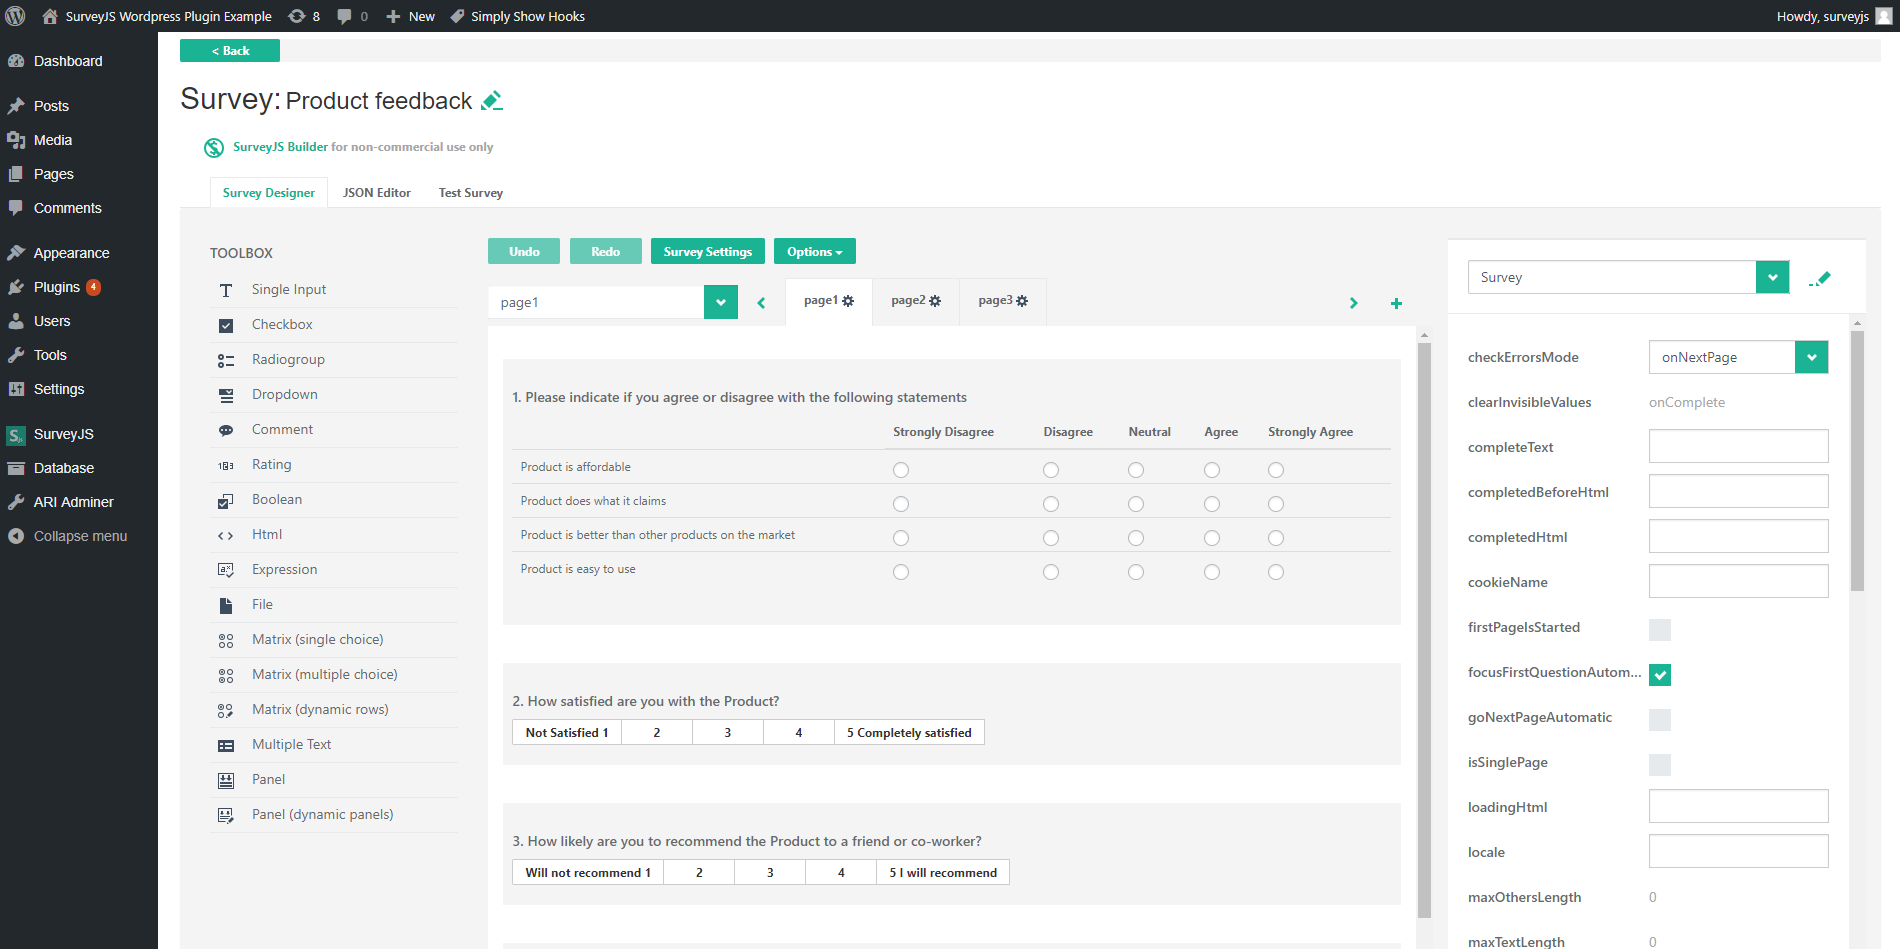 SurveyJS Wordpress Plugin Example 8 0 New Simply Show Hooks Howdy, surveyjs
Dashboard
Posts
Media
Pages
Comments
Appearance
Plugins 4
Users
Tools
Settings
SurveyJS
Database
ARI Adminer
Collapse menu
< Back
Survey: Product feedback
SurveyJS Builder for non-commercial use only
Survey Designer JSON Editor Test Survey
TOOLBOX
Single Input
Checkbox
Radiogroup
Dropdown
Comment
Rating
Boolean
Html
Expression
File
Matrix (single choice)
Matrix (multiple choice)
Matrix (dynamic rows)
Multiple Text
Panel
Panel (dynamic panels)
Undo Redo Survey Settings Options
page1 page1 page2 page3
1. Please indicate if you agree or disagree with the following statements
Strongly Disagree Disagree Neutral Agree Strongly Agree
Product is affordable
Product does what it claims
Product is better than other products on the market
Product is easy to use
2. How satisfied are you with the Product?
Not Satisfied 1 2 3 4 5 Completely satisfied
3. How likely are you to recommend the Product to a friend or co-worker?
Will not recommend 1 2 3 4 5 I will recommend
Survey
checkErrorsMode onNextPage
clearInvisibleValues onComplete
completeText
completedBeforeHtml
completedHtml
cookieName
firstPageIsStarted
focusFirstQuestionAutom...
goNextPageAutomatic
isSinglePage
loadingHtml
locale
maxOthersLength 0
maxTextLength 0